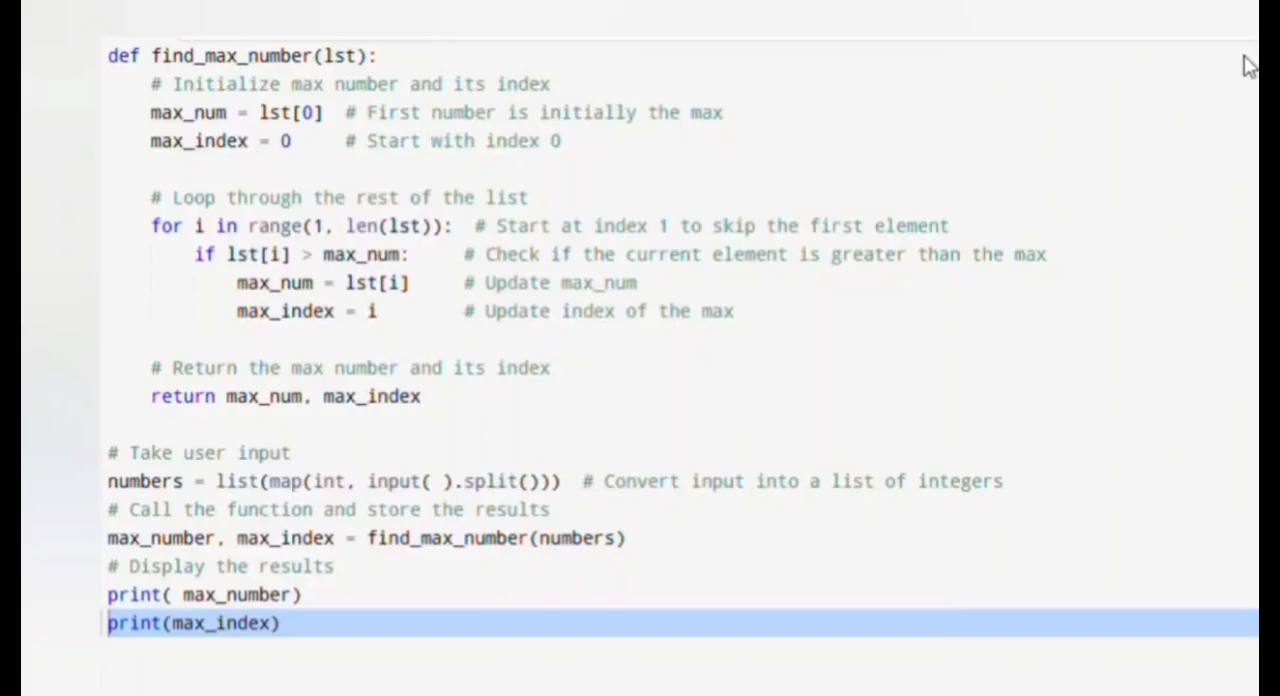 def find_max_number(lst):
    # Initialize max number and its index
    max_num = lst[0]  # First number is initially the max
    max_index = 0     # Start with index 0

    # Loop through the rest of the list
    for i in range(1, len(lst)):  # Start at index 1 to skip the first element
        if lst[i] > max_num:     # Check if the current element is greater than the max
            max_num = lst[i]     # Update max_num
            max_index = i        # Update index of the max

    # Return the max number and its index
    return max_num, max_index

# Take user input
numbers = list(map(int, input( ).split()))  # Convert input into a list of integers
# Call the function and store the results
max_number, max_index = find_max_number(numbers)
# Display the results
print( max_number)
print(max_index)